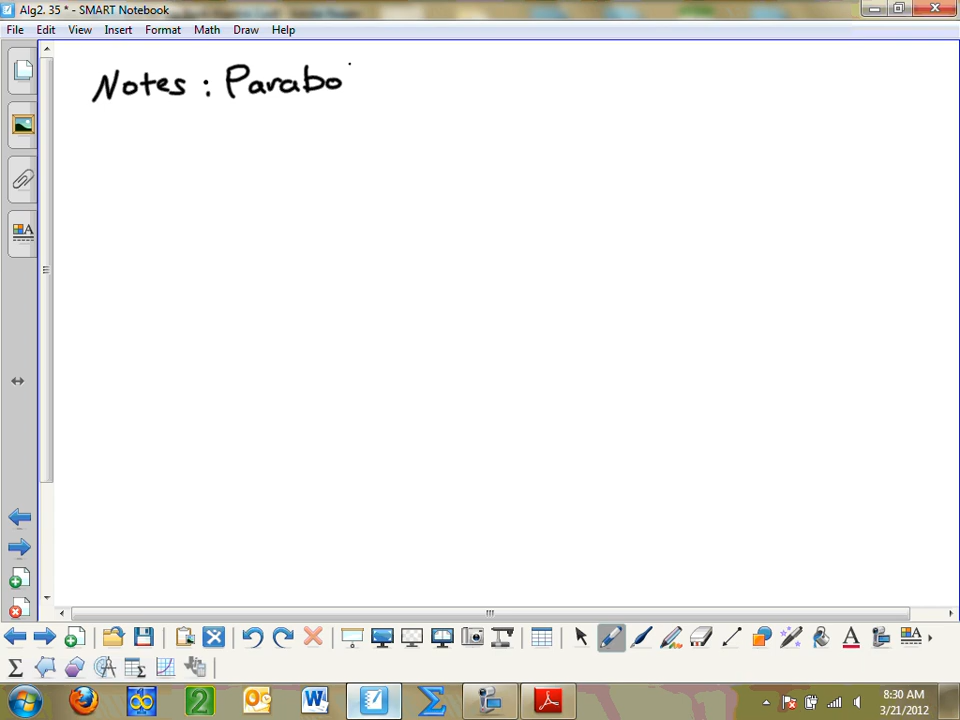 Alg2. 35 * - SMART Notebook
File Edit View Insert Format Math Draw Help
Notes : Parabo
8:30 AM
3/21/2012